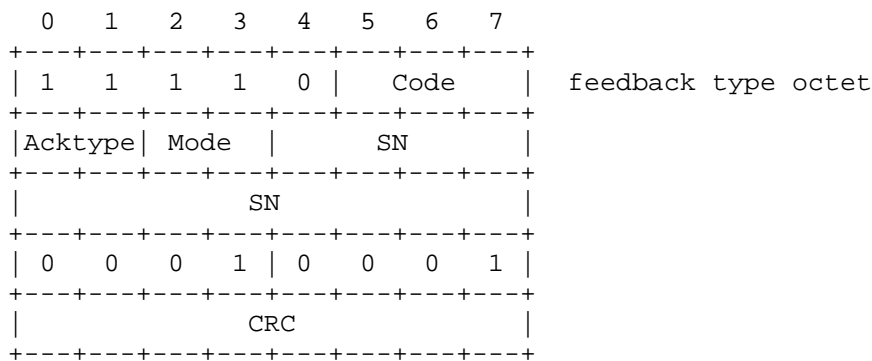 0   1   2   3   4   5   6   7
+---+---+---+---+---+---+---+---+
| 1   1   1   1   0 |   Code    |  feedback type octet
+---+---+---+---+---+---+---+---+
|Acktype| Mode  |      SN       |
+---+---+---+---+---+---+---+---+
|              SN               |
+---+---+---+---+---+---+---+---+
| 0   0   0   1 | 0   0   0   1 |
+---+---+---+---+---+---+---+---+
|              CRC              |
+---+---+---+---+---+---+---+---+